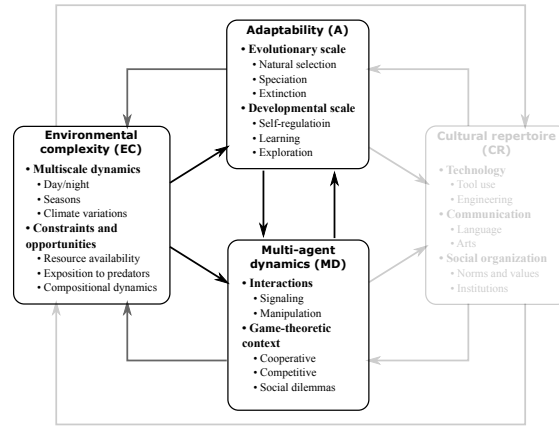 Adaptability (A)
• Evolutionary scale
• Natural selection
• Speciation
• Extinction
• Developmental scale
• Self-regulatioin
• Learning
• Exploration
Environmental
complexity (EC)
• Multiscale dynamics
• Day/night
• Seasons
• Climate variations
• Constraints and
opportunities
• Resource availability
• Exposition to predators
• Compositional dynamics
Cultural repertoire
(CR)
• Technology
• Tool use
• Engineering
• Communication
• Language
• Arts
• Social organization
• Norms and values
• Institutions
Multi-agent
dynamics (MD)
• Interactions
• Signaling
• Manipulation
• Game-theoretic
context
• Cooperative
• Competitive
• Social dilemmas